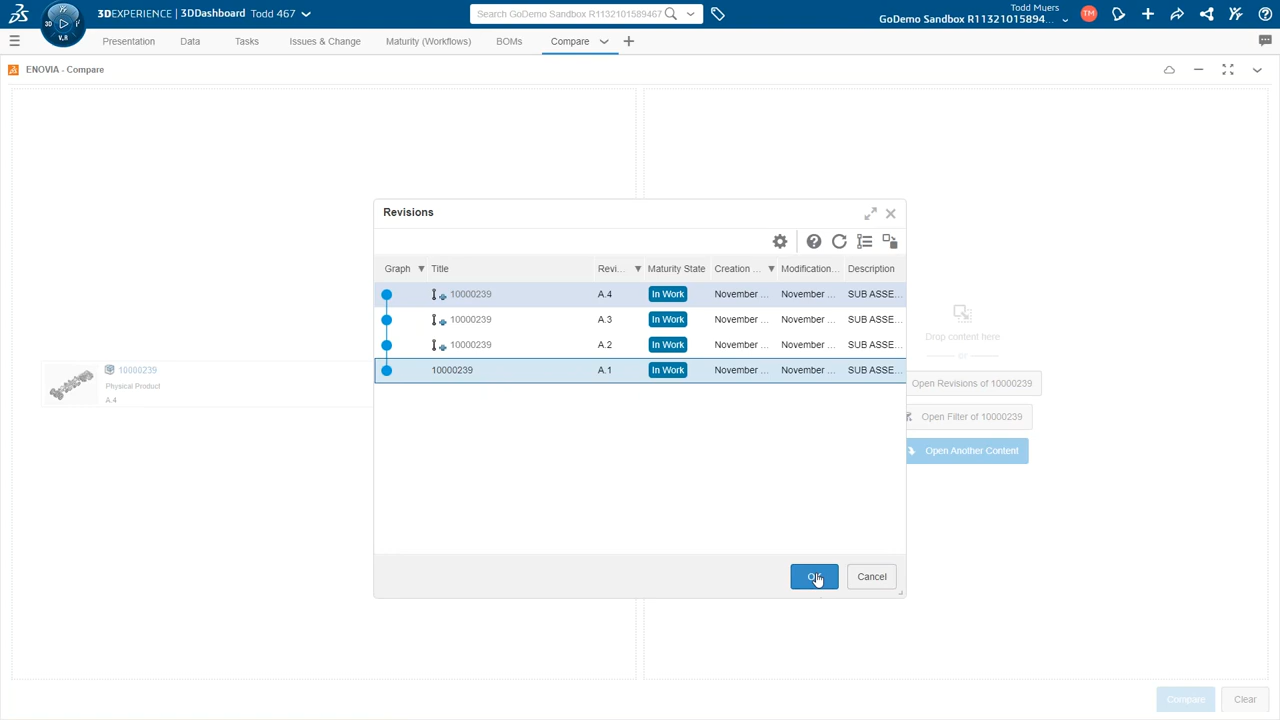 3DEXPERIENCE | 3DDashboard Todd 467
Search GoDemo Sandbox R1132101589467
Todd Muers
GoDemo Sandbox R11321015894...
TM
3D
V,R
Presentation
Data
Tasks
Issues & Change
Maturity (Workflows)
BOMs
Compare
ENOVIA - Compare
Revisions
Graph
Title
Revi...
Maturity State
Creation ...
Modification...
Description
10000239 A.4 In Work November ... November ... SUB ASSE...
10000239 A.3 In Work November ... November ... SUB ASSE...
10000239 A.2 In Work November ... November ... SUB ASSE...
10000239 A.1 In Work November ... November ... SUB ASSE...
10000239
Physical Product
A.4
Drop content here
or
Open Revisions of 10000239
Open Filter of 10000239
Open Another Content
OK
Cancel
Compare
Clear